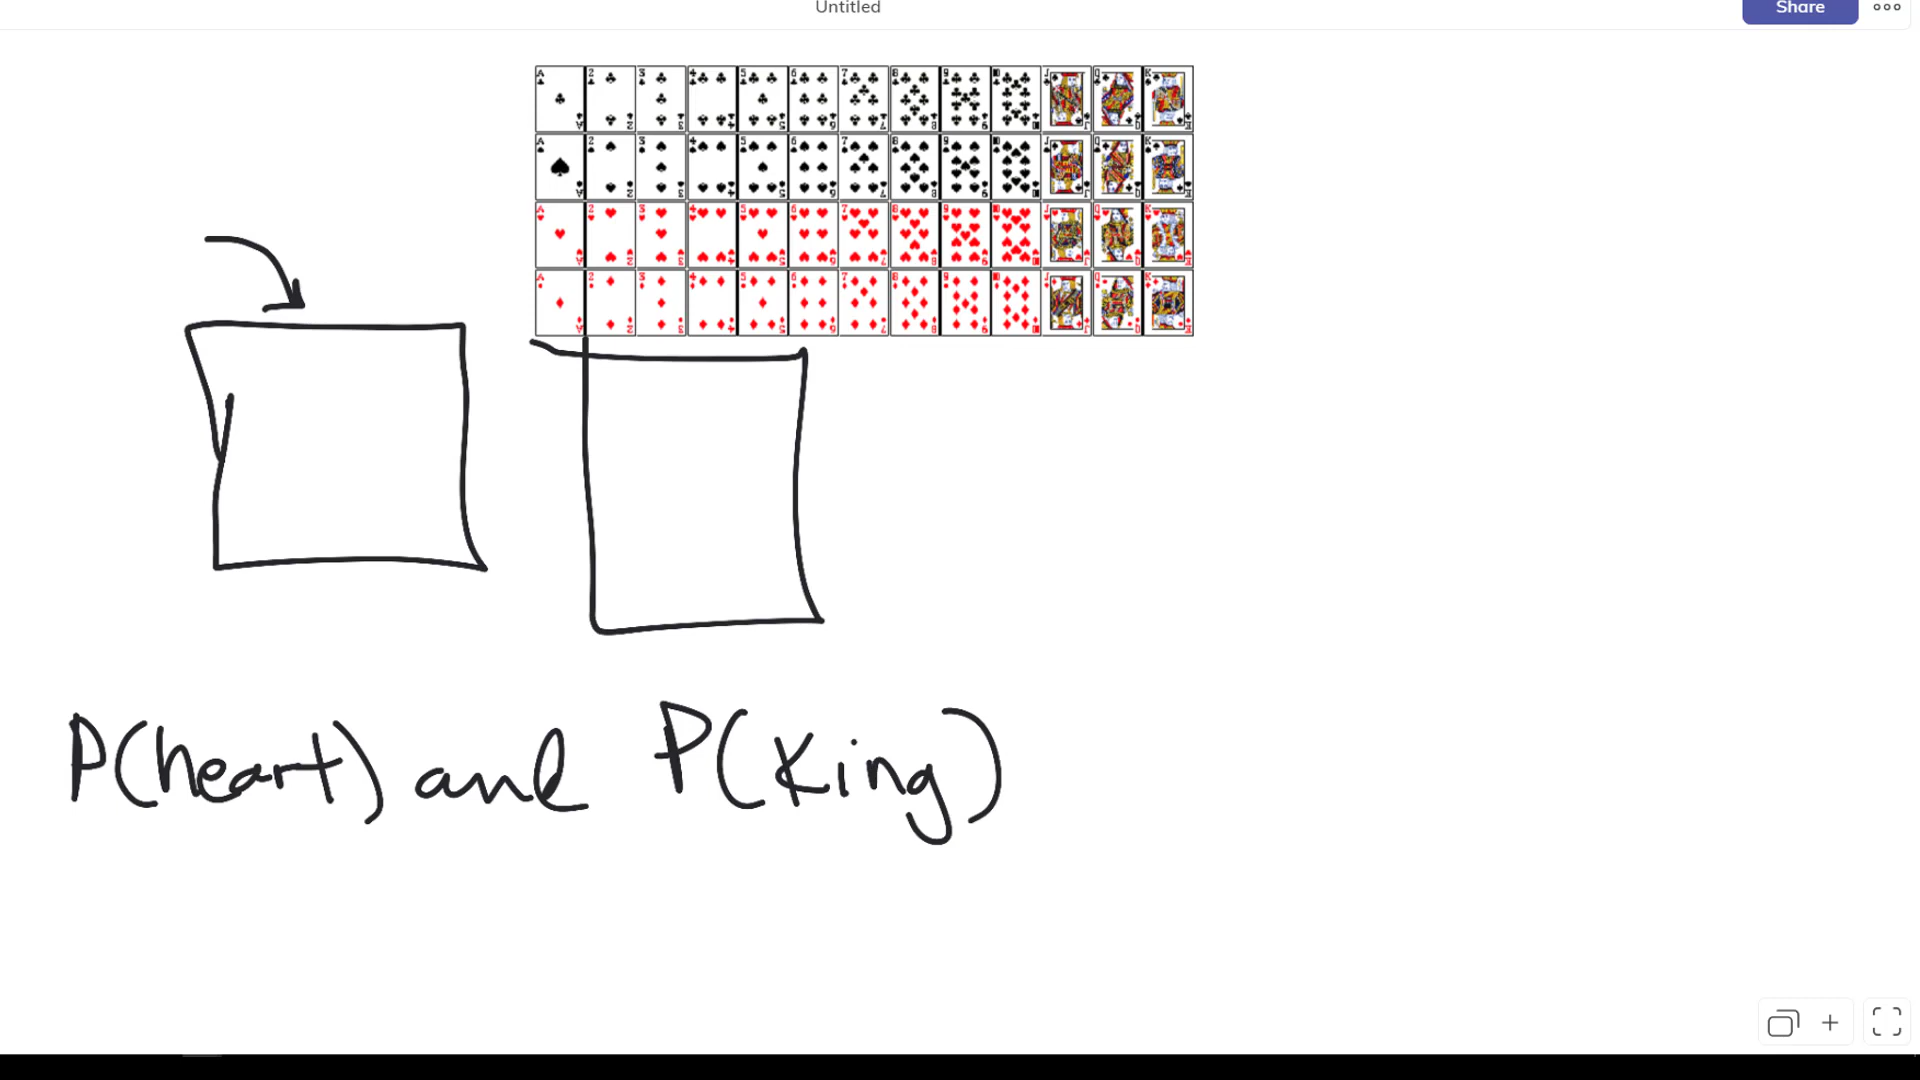 Untitled
Share
P(heart) and P(King)